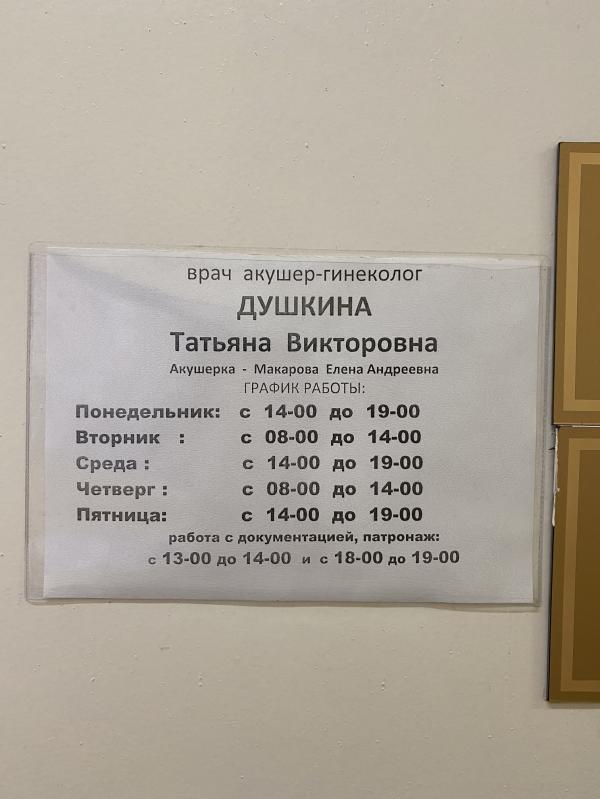 врач акушер-гинеколог
ДУШКИНА
Татьяна Викторовна
Акушерка - Макарова Елена Андреевна
ГРАФИК РАБОТЫ:
Понедельник: с 14-00 до 19-00
Вторник : с 08-00 до 14-00
Среда : с 14-00 до 19-00
Четверг : с 08-00 до 14-00
Пятница: с 14-00 до 19-00
работа с документацией, патронаж:
с 13-00 до 14-00 и с 18-00 до 19-00